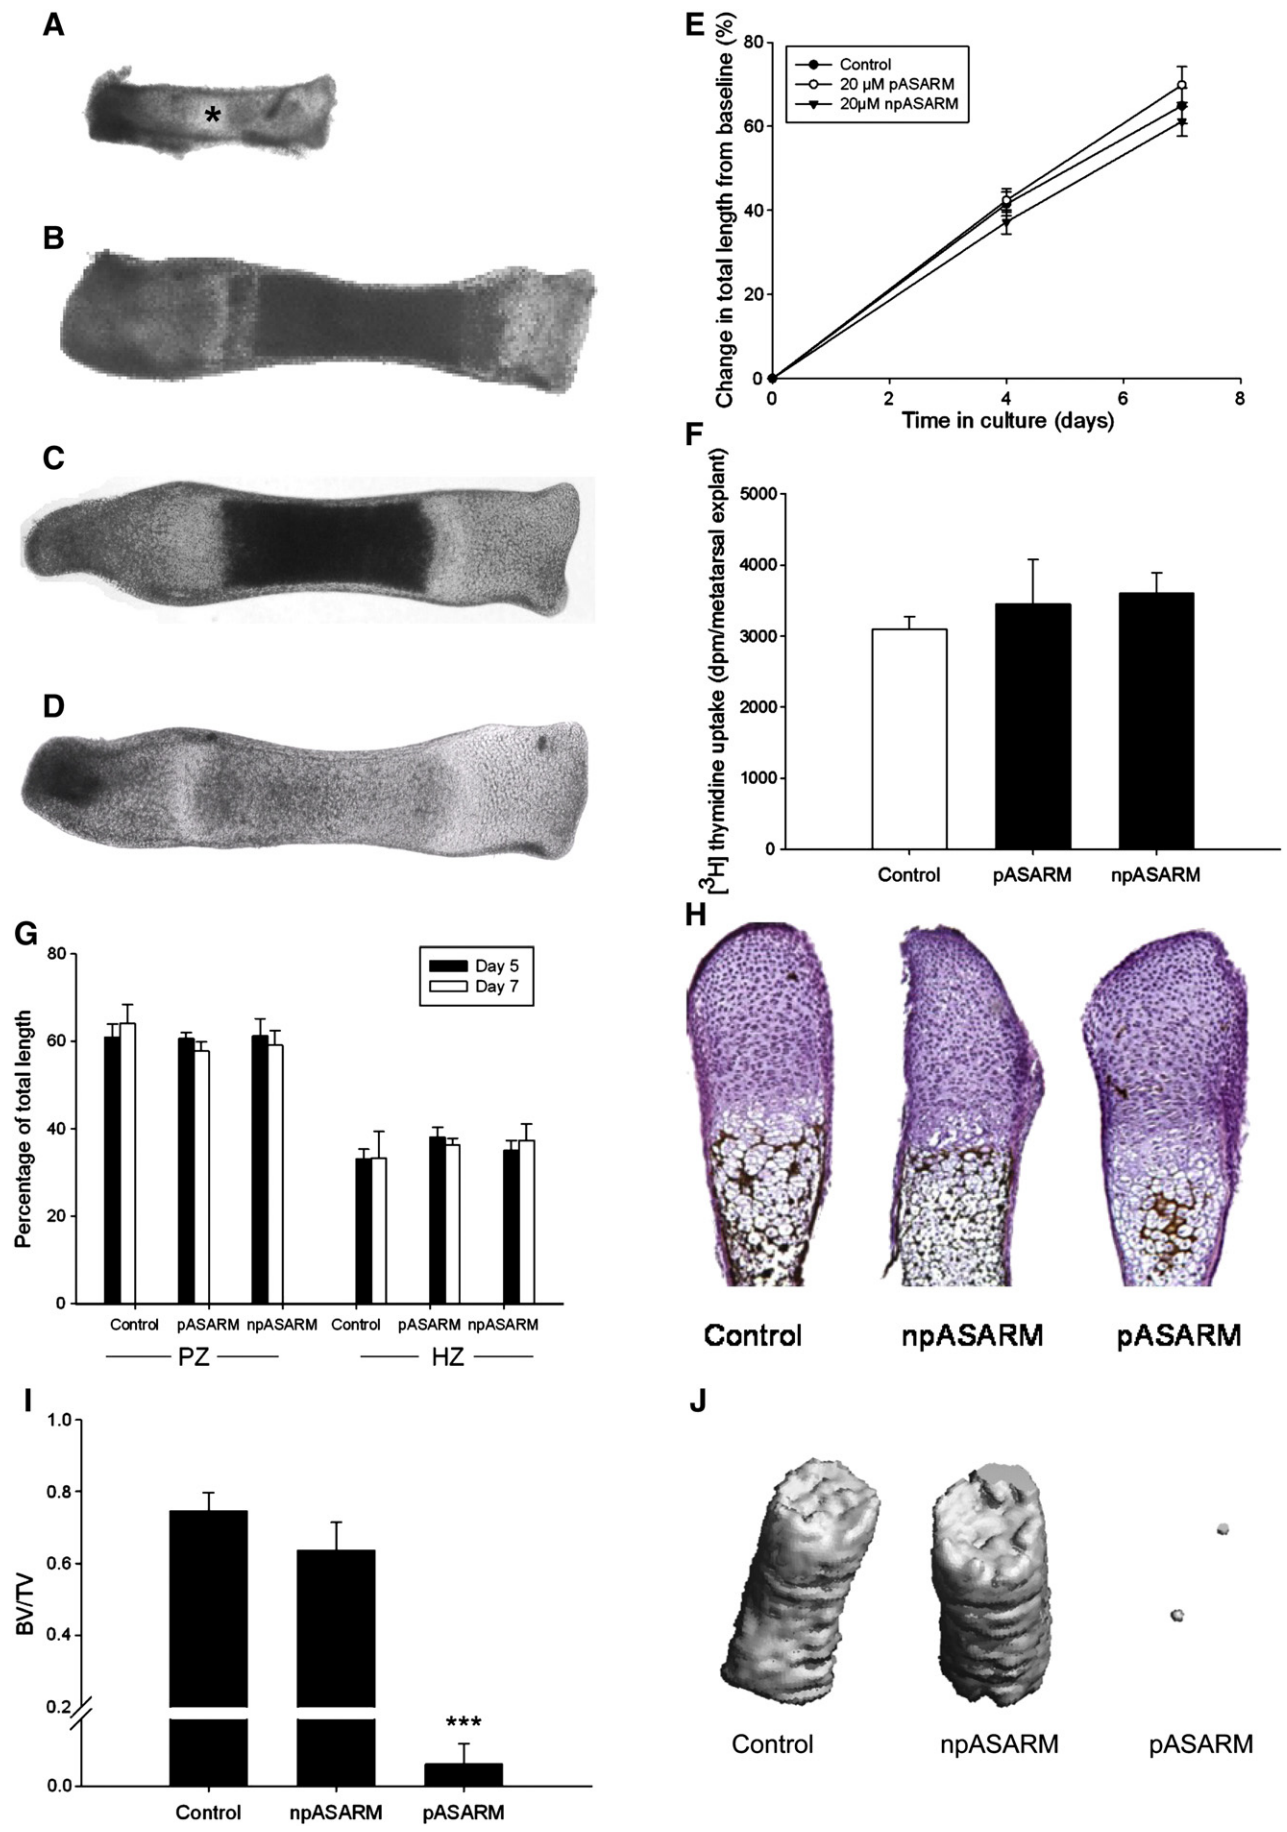 A
*
B
C
D
E
Change in total length from baseline (%)
80
60
40
20
0
Control
20 µM pASARM
20µM npASARM
0 2 4 6 8
Time in culture (days)
F
[³H] thymidine uptake (dpm/metatarsal explant)
5000
4000
3000
2000
1000
0
Control pASARM npASARM
G
Percentage of total length
80
60
40
20
0
Day 5
Day 7
Control pASARM npASARM Control pASARM npASARM
PZ HZ
H
Control npASARM pASARM
I
BV/TV
1.0
0.8
0.6
0.4
0.2
0.0
***
Control npASARM pASARM
J
Control npASARM pASARM